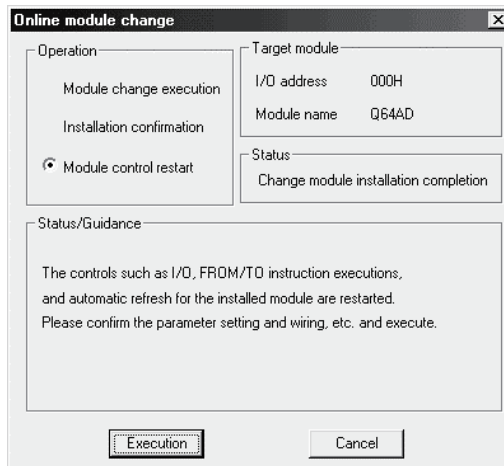 Online module change
Operation
Module change execution
Installation confirmation
Module control restart
Target module
I/O address 000H
Module name Q64AD
Status
Change module installation completion
Status/Guidance
The controls such as I/O, FROM/TO instruction executions,
and automatic refresh for the installed module are restarted.
Please confirm the parameter setting and wiring, etc. and execute.
Execution Cancel